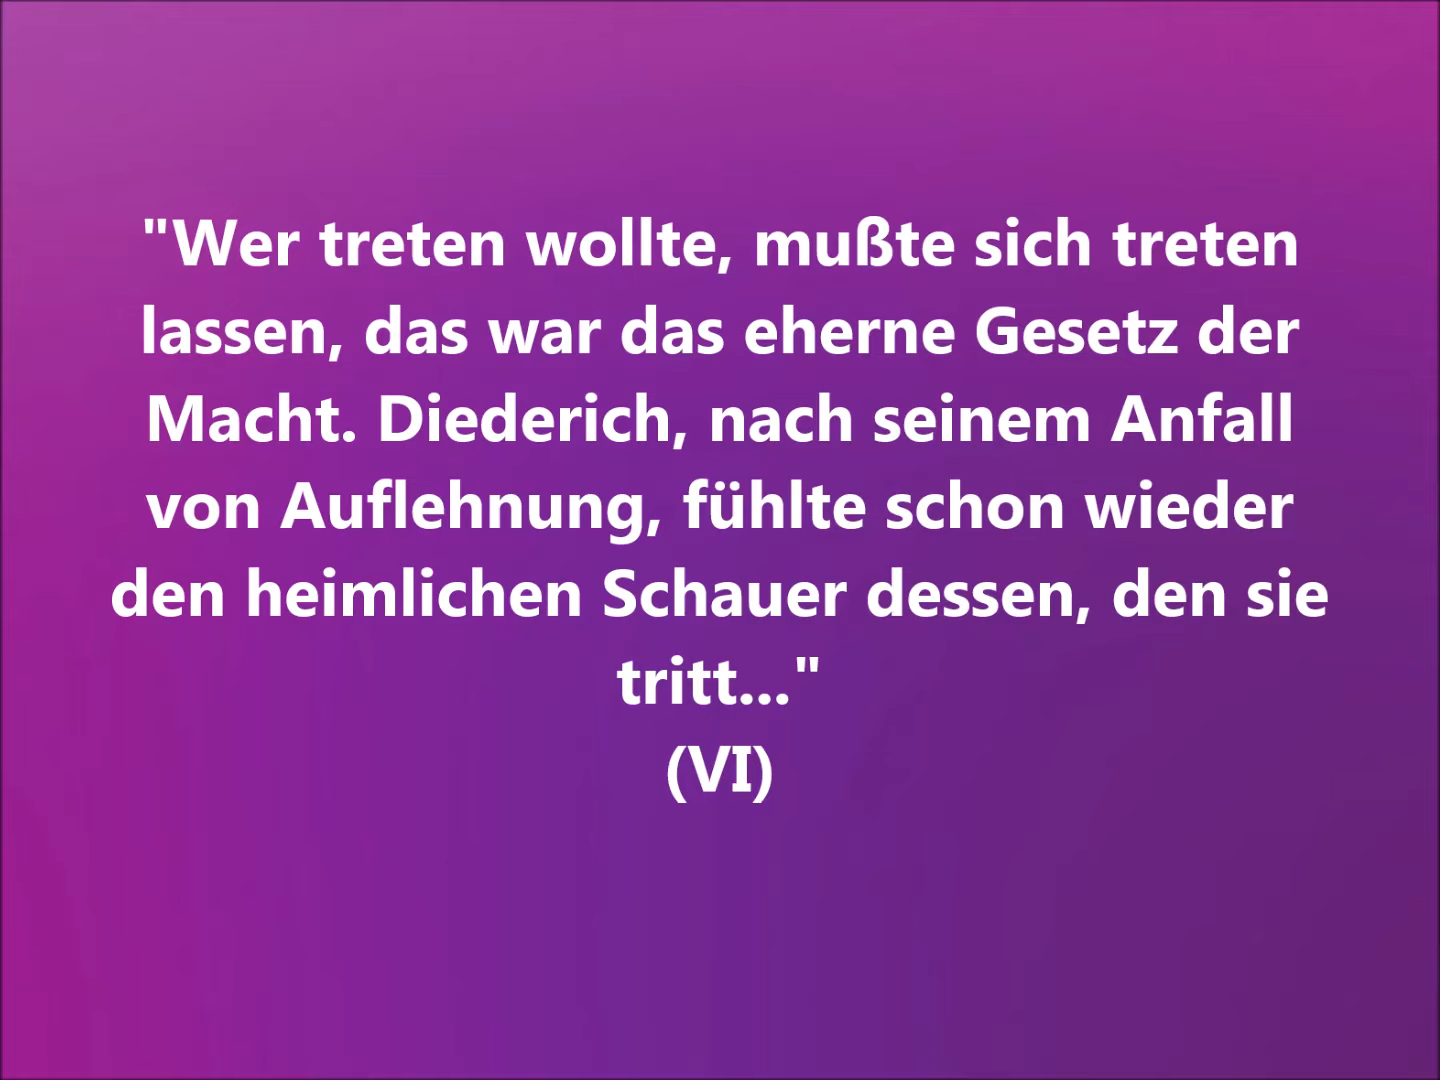 "Wer treten wollte, mußte sich treten
lassen, das war das eherne Gesetz der
Macht. Diederich, nach seinem Anfall
von Auflehnung, fühlte schon wieder
den heimlichen Schauer dessen, den sie
tritt..."
(VI)